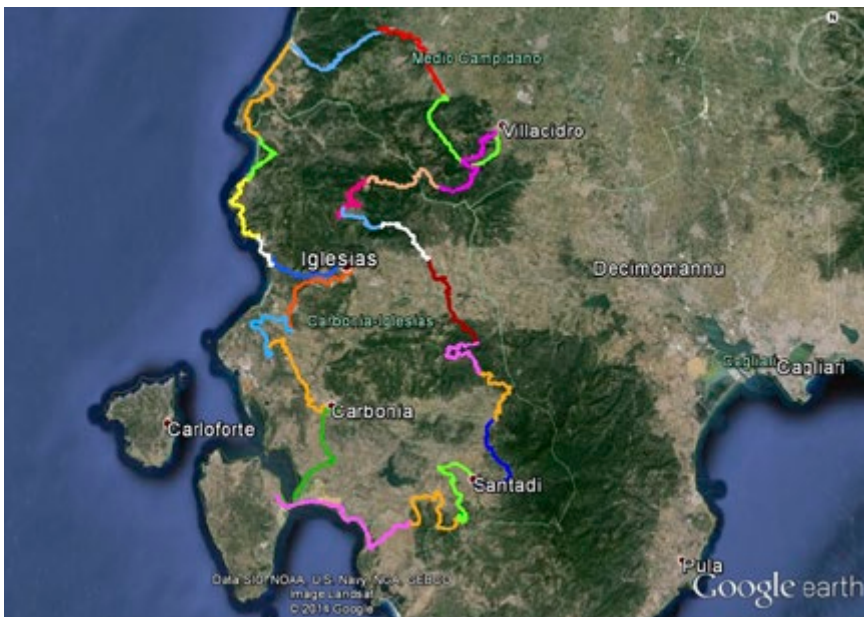 N
Medio Campidano
Villacidro
Iglesias
Decimomannu
Carbonia-Iglesias
Cagliari
Cagliari
Carbonia
Carloforte
Santadi
Pula
Data SIO, NOAA, U.S. Navy, NGA, GEBCO
Image Landsat
© 2014 Google
Google earth